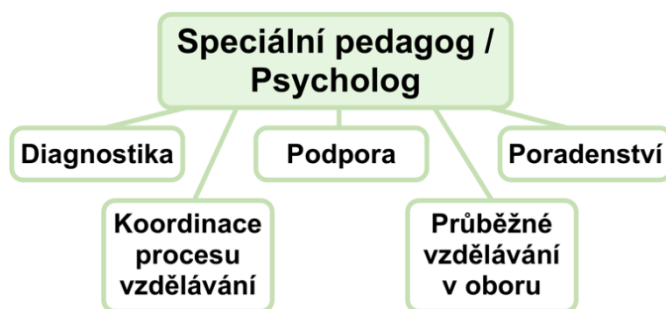 Speciální pedagog /
Psycholog
Diagnostika
Podpora
Poradenství
Koordinace
procesu
vzdělávání
Průběžné
vzdělávání
v oboru